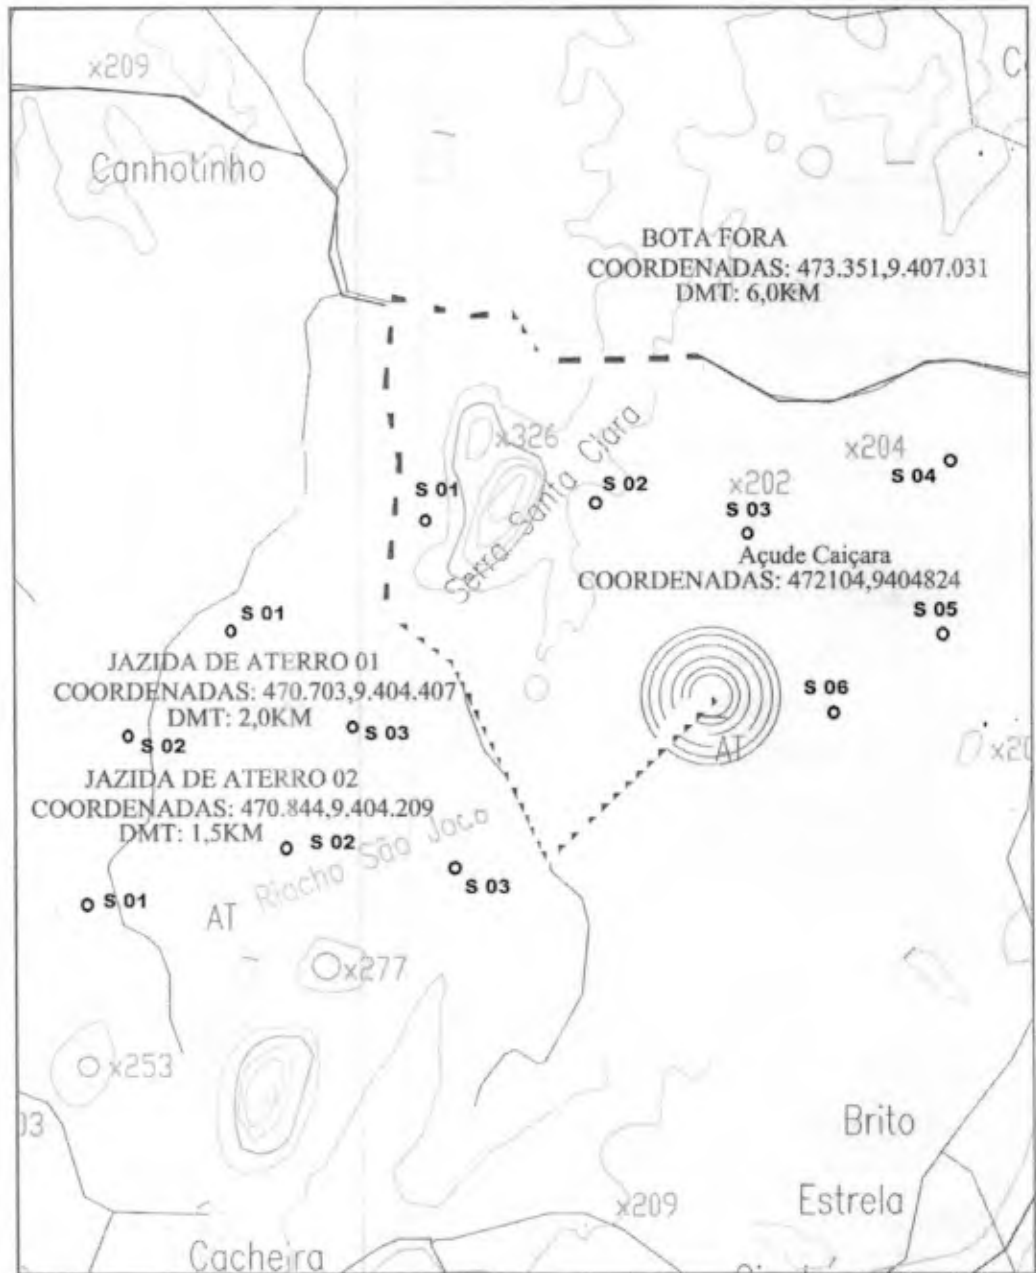 x209
Canhotinho
BOTA FORA
COORDENADAS: 473.351,9.407.031
DMT: 6,0KM
x326
Serra Santa Clara
x204
S 04
S 01
S 02
x202
S 03
Açude Caiçara
COORDENADAS: 472104,9404824
S 05
S 01
JAZIDA DE ATERRO 01
COORDENADAS: 470.703,9.404.407
DMT: 2,0KM
S 02
S 03
S 06
AT
JAZIDA DE ATERRO 02
COORDENADAS: 470.844,9.404.209
DMT: 1,5KM
S 02
Riacho São Joco
S 03
S 01
AT
x277
x253
03
Brito
Estrela
x209
Cacheira